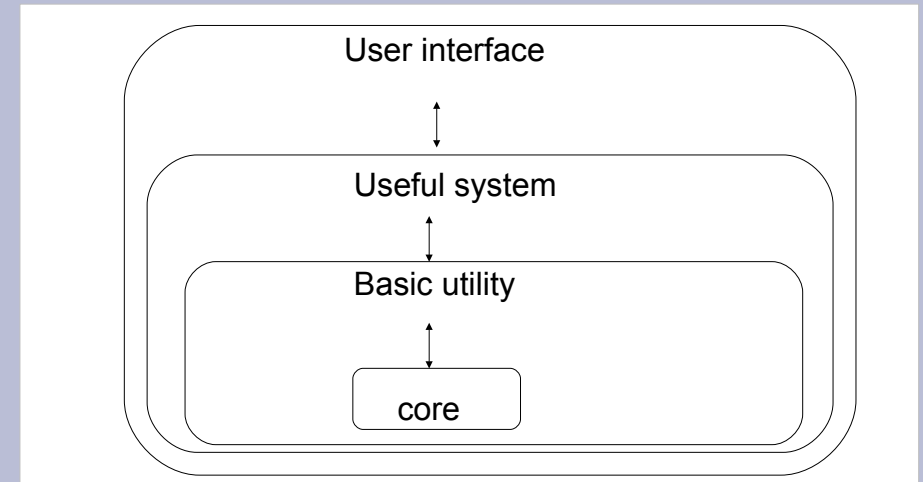 User interface
Useful system
Basic utility
core